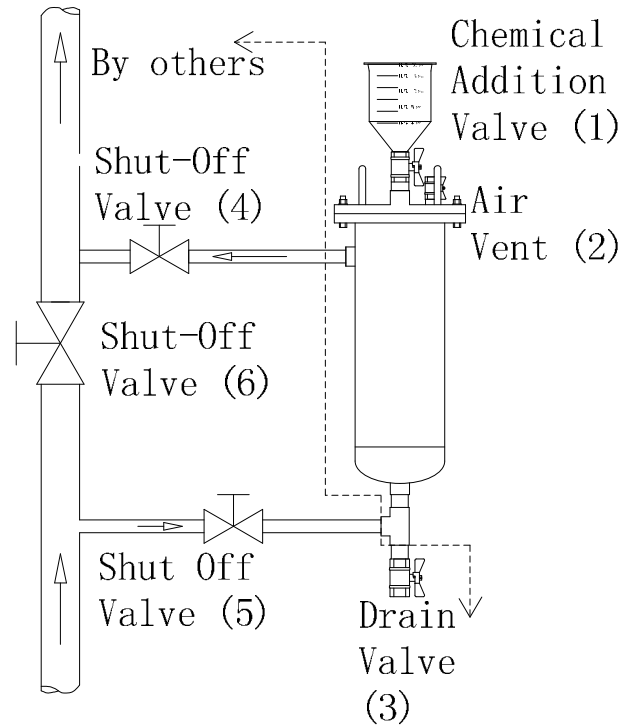 By others
Chemical
Addition
Valve (1)
Shut-Off
Valve (4)
Air
Vent (2)
Shut-Off
Valve (6)
Shut Off
Valve (5)
Drain
Valve
(3)